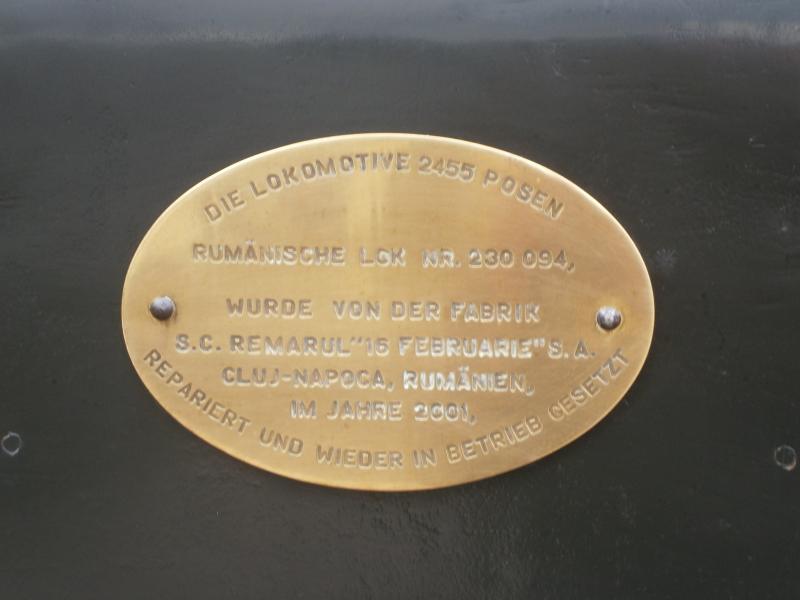 DIE LOKOMOTIVE 2455 POSEN
RUMÄNISCHE LOK NR. 230 094,
WURDE VON DER FABRIK
S.C. REMARUL "16 FEBRUARIE" S.A.
CLUJ-NAPOCA, RUMÄNIEN,
IM JAHRE 2001,
REPARIERT UND WIEDER IN BETRIEB GESETZT